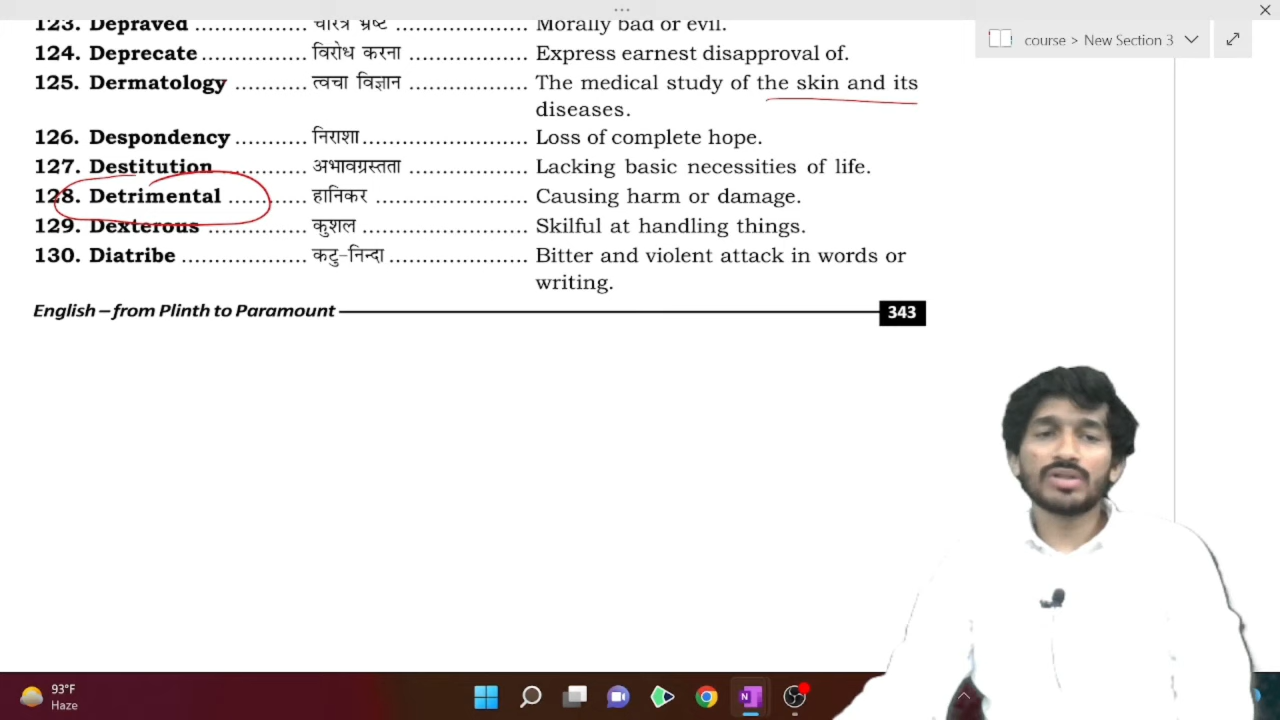 course > New Section 3
123. Depraved .................. चरित्र भ्रष्ट ...................... Morally bad or evil.
124. Deprecate ................ विरोध करना .................... Express earnest disapproval of.
125. Dermatology ........... त्वचा विज्ञान .................... The medical study of the skin and its
diseases.
126. Despondency ........... निराशा ............................ Loss of complete hope.
127. Destitution .............. अभावग्रस्तता ..................... Lacking basic necessities of life.
128. Detrimental ............ हानिकर ........................... Causing harm or damage.
129. Dexterous ............... कुशल .............................. Skilful at handling things.
130. Diatribe ................... कटु-निन्दा ....................... Bitter and violent attack in words or
writing.
English – from Plinth to Paramount 343
93°F
Haze